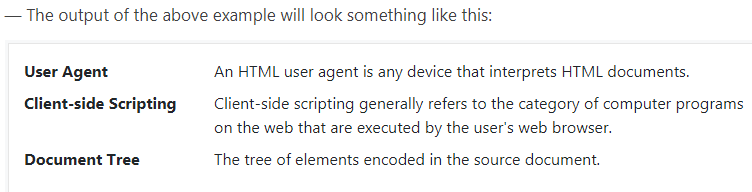 — The output of the above example will look something like this:
User Agent An HTML user agent is any device that interprets HTML documents.
Client-side Scripting Client-side scripting generally refers to the category of computer programs
on the web that are executed by the user's web browser.
Document Tree The tree of elements encoded in the source document.